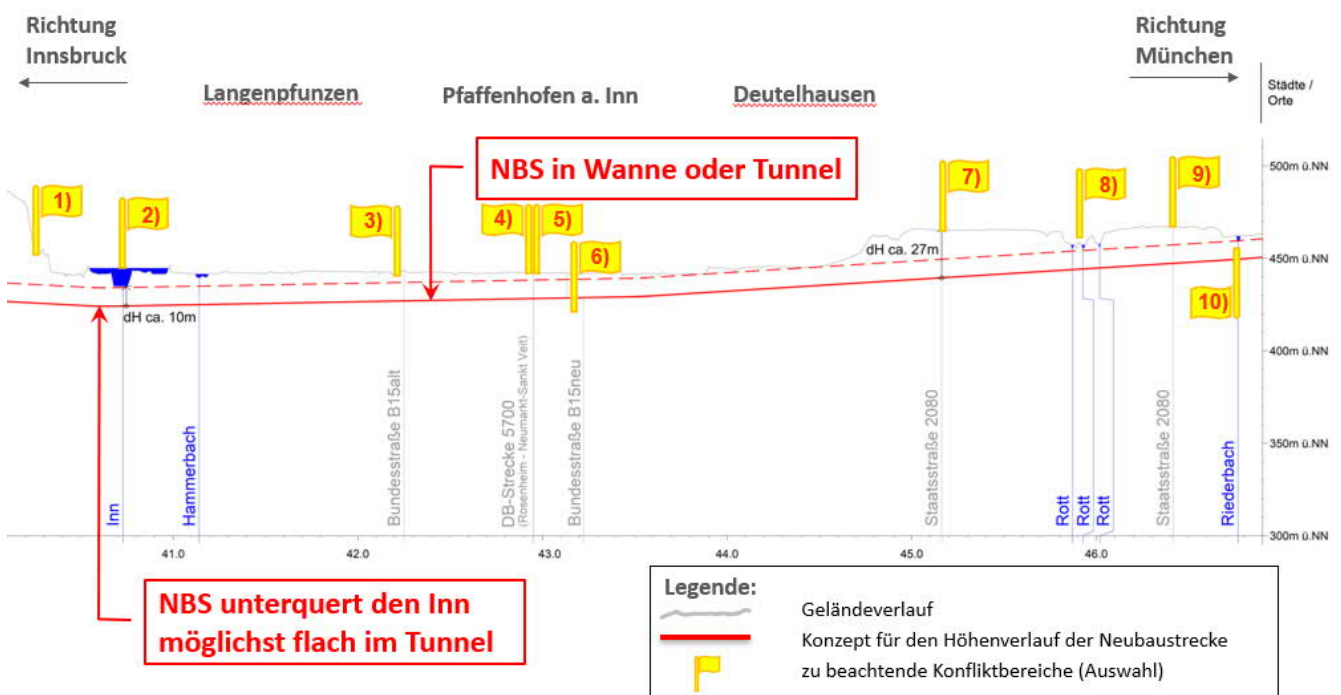 Richtung
Innsbruck
Richtung
München
Langenpfunzen
Pfaffenhofen a. Inn
Deutelhausen
Städte /
Orte
NBS in Wanne oder Tunnel
1)
2)
3)
4)
5)
6)
7)
8)
9)
10)
500m ü.NN
450m ü.NN
400m ü.NN
350m ü.NN
300m ü.NN
dH ca. 10m
dH ca. 27m
Inn
Hammerbach
Bundesstraße B15alt
DB-Strecke 5700
(Rosenheim - Neumarkt-Sankt Veit)
Bundesstraße B15neu
Staatsstraße 2080
Rott
Rott
Rott
Staatsstraße 2080
Riederbach
41.0
42.0
43.0
44.0
45.0
46.0
NBS unterquert den Inn
möglichst flach im Tunnel
Legende:
Geländeverlauf
Konzept für den Höhenverlauf der Neubaustrecke
zu beachtende Konfliktbereiche (Auswahl)